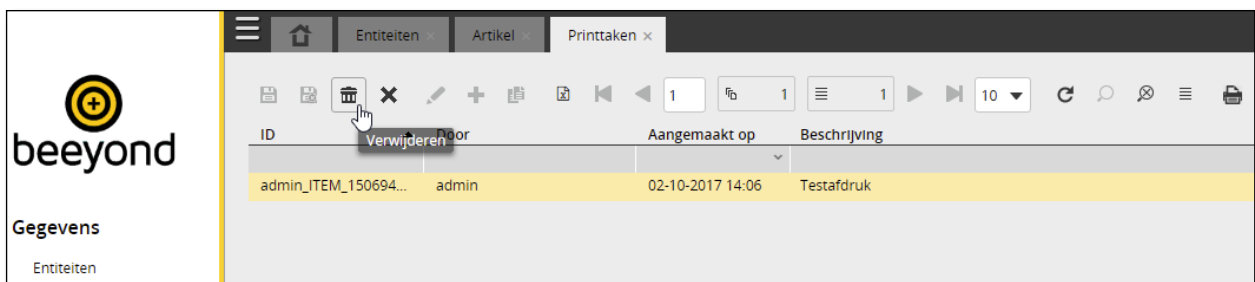 Entiteiten ×
Artikel ×
Printtaken ×
1
1
1
10
Verwijderen
ID
Door
Aangemaakt op
Beschrijving
admin_ITEM_150694...
admin
02-10-2017 14:06
Testafdruk
beeyond
Gegevens
Entiteiten